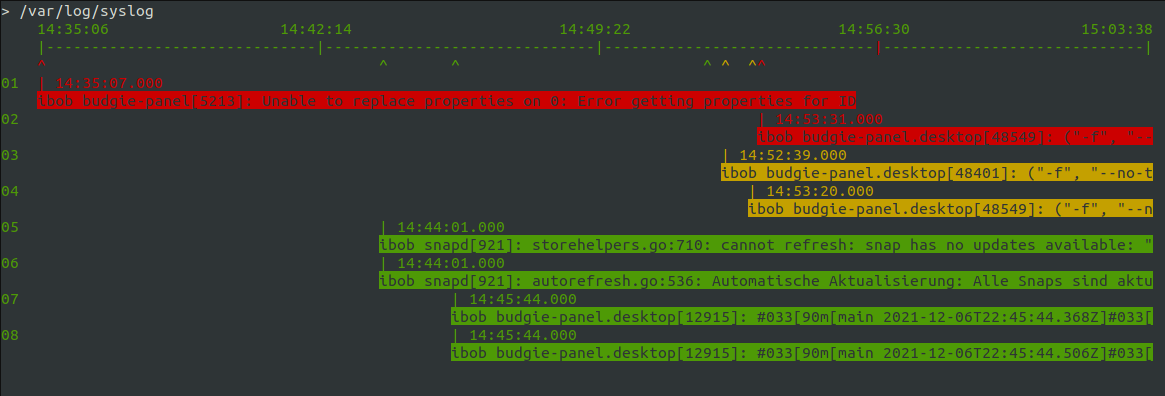 > /var/log/syslog
14:35:06 14:42:14 14:49:22 14:56:30 15:03:38
|-------------------------------|------------------------------|------------------------------|-----------------------------|
^ ^ ^ ^ ^ ^^
01 | 14:35:07.000
ibob budgie-panel[5213]: Unable to replace properties on 0: Error getting properties for ID
02 | 14:53:31.000
ibob budgie-panel.desktop[48549]: ("-f", "--
03 | 14:52:39.000
ibob budgie-panel.desktop[48401]: ("-f", "--no-t
04 | 14:53:20.000
ibob budgie-panel.desktop[48549]: ("-f", "--n
05 | 14:44:01.000
ibob snapd[921]: storehelpers.go:710: cannot refresh: snap has no updates available: "
06 | 14:44:01.000
ibob snapd[921]: autorefresh.go:536: Automatische Aktualisierung: Alle Snaps sind aktu
07 | 14:45:44.000
ibob budgie-panel.desktop[12915]: #033[90m[main 2021-12-06T22:45:44.368Z]#033[
08 | 14:45:44.000
ibob budgie-panel.desktop[12915]: #033[90m[main 2021-12-06T22:45:44.506Z]#033[